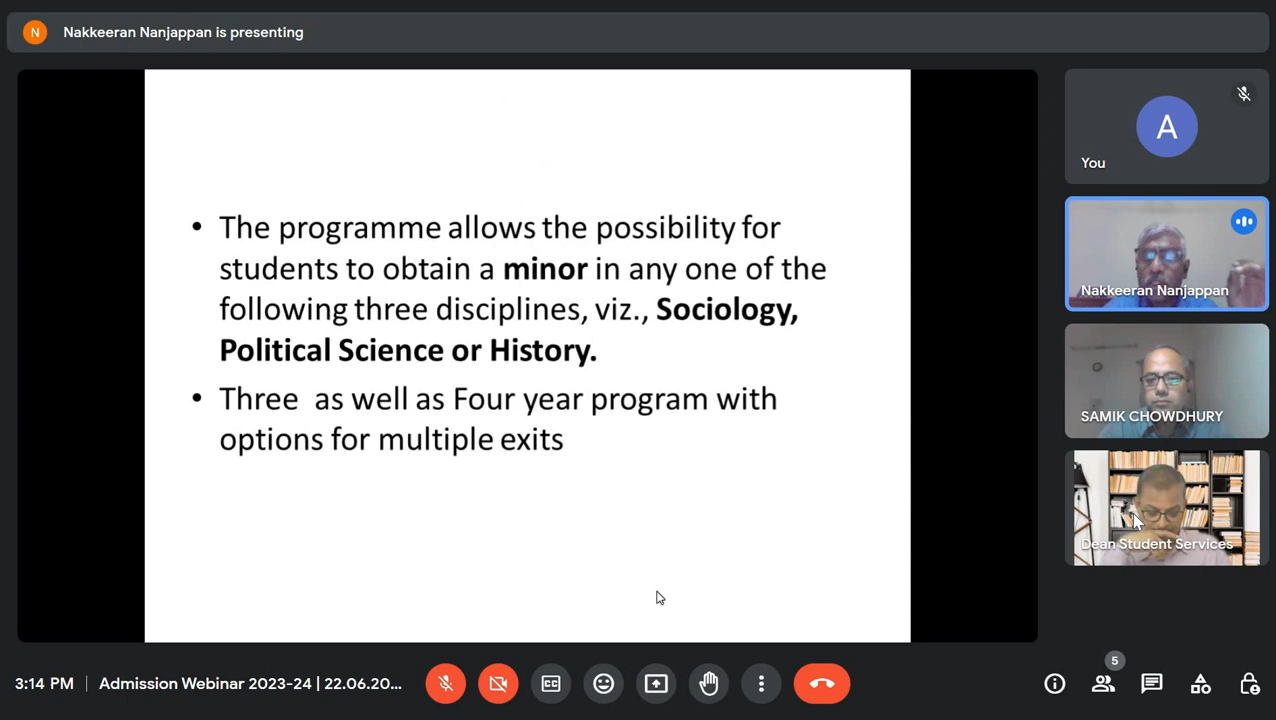 N Nakkeeran Nanjappan is presenting
• The programme allows the possibility for
students to obtain a minor in any one of the
following three disciplines, viz., Sociology,
Political Science or History.
• Three as well as Four year program with
options for multiple exits
A
You
Nakkeeran Nanjappan
SAMIK CHOWDHURY
Dean Student Services
3:14 PM | Admission Webinar 2023-24 | 22.06.20...
CC
5